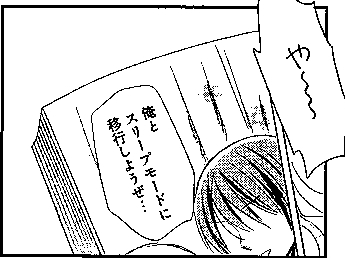 や～～
俺と
スリープモードに
移行しようぜ…